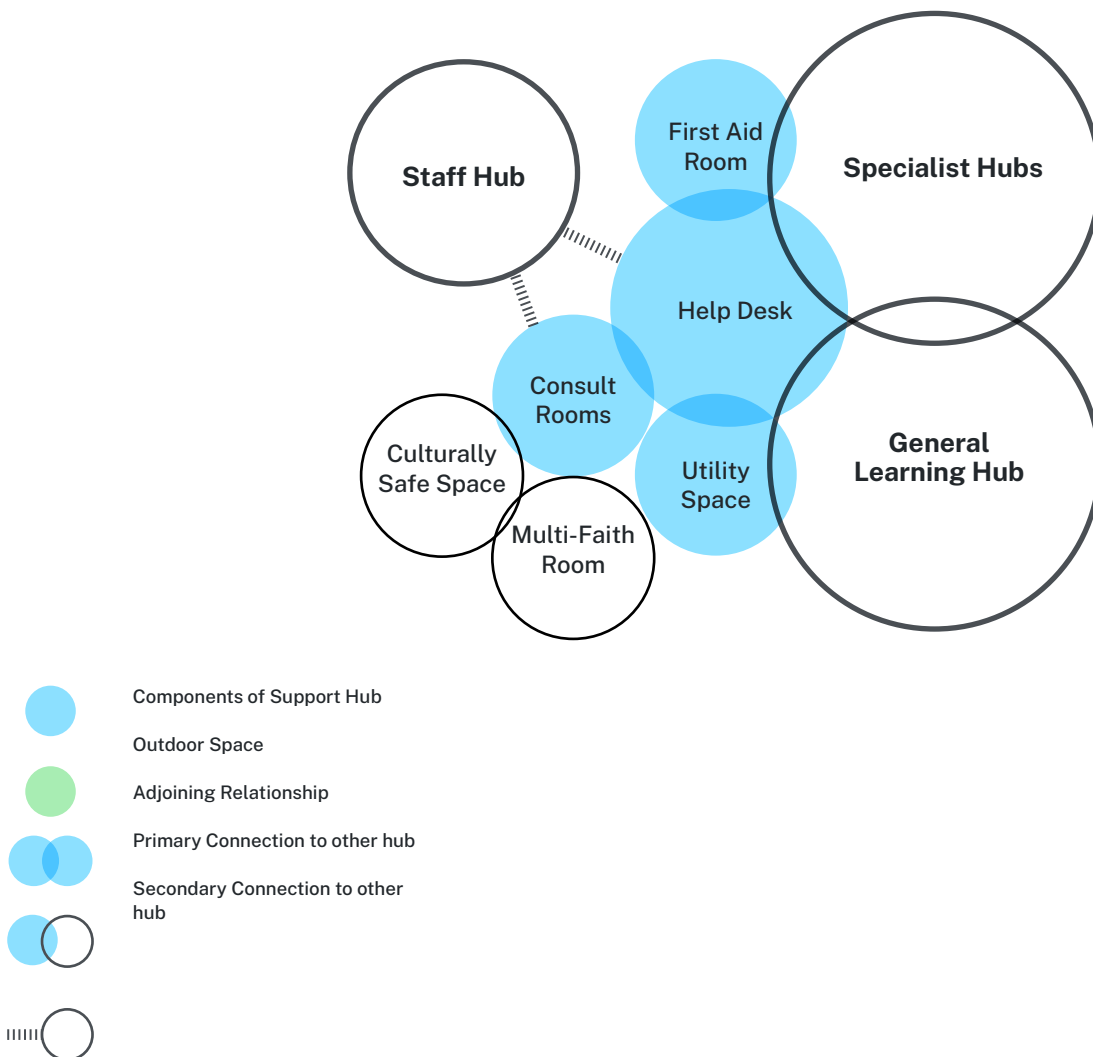 First Aid
Room
Staff Hub
Specialist Hubs
Help Desk
Consult
Rooms
Culturally
Safe Space
Utility
Space
General
Learning Hub
Multi-Faith
Room
Components of Support Hub
Outdoor Space
Adjoining Relationship
Primary Connection to other hub
Secondary Connection to other
hub